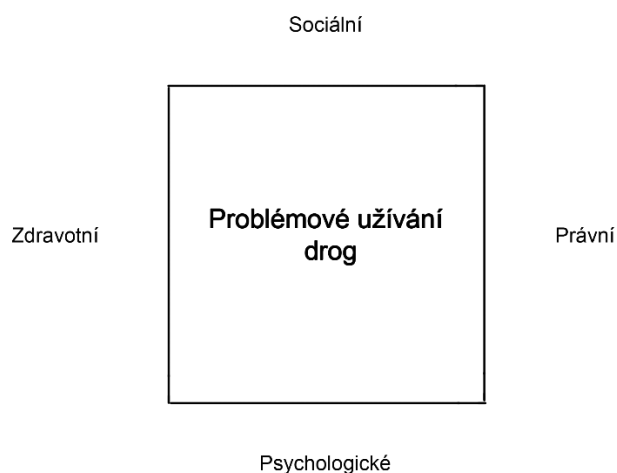 Sociální
Problémové užívání
drog
Zdravotní
Právní
Psychologické